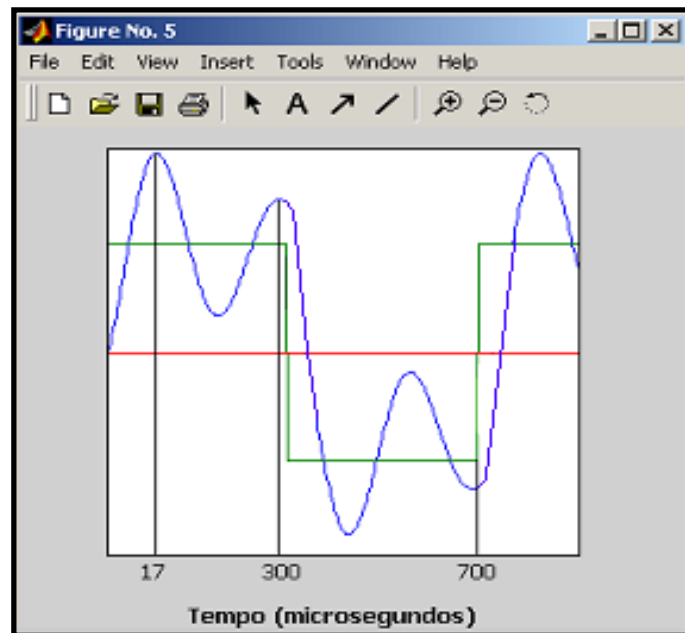 Figure No. 5
File Edit View Insert Tools Window Help
A
17 300 700
Tempo (microsegundos)